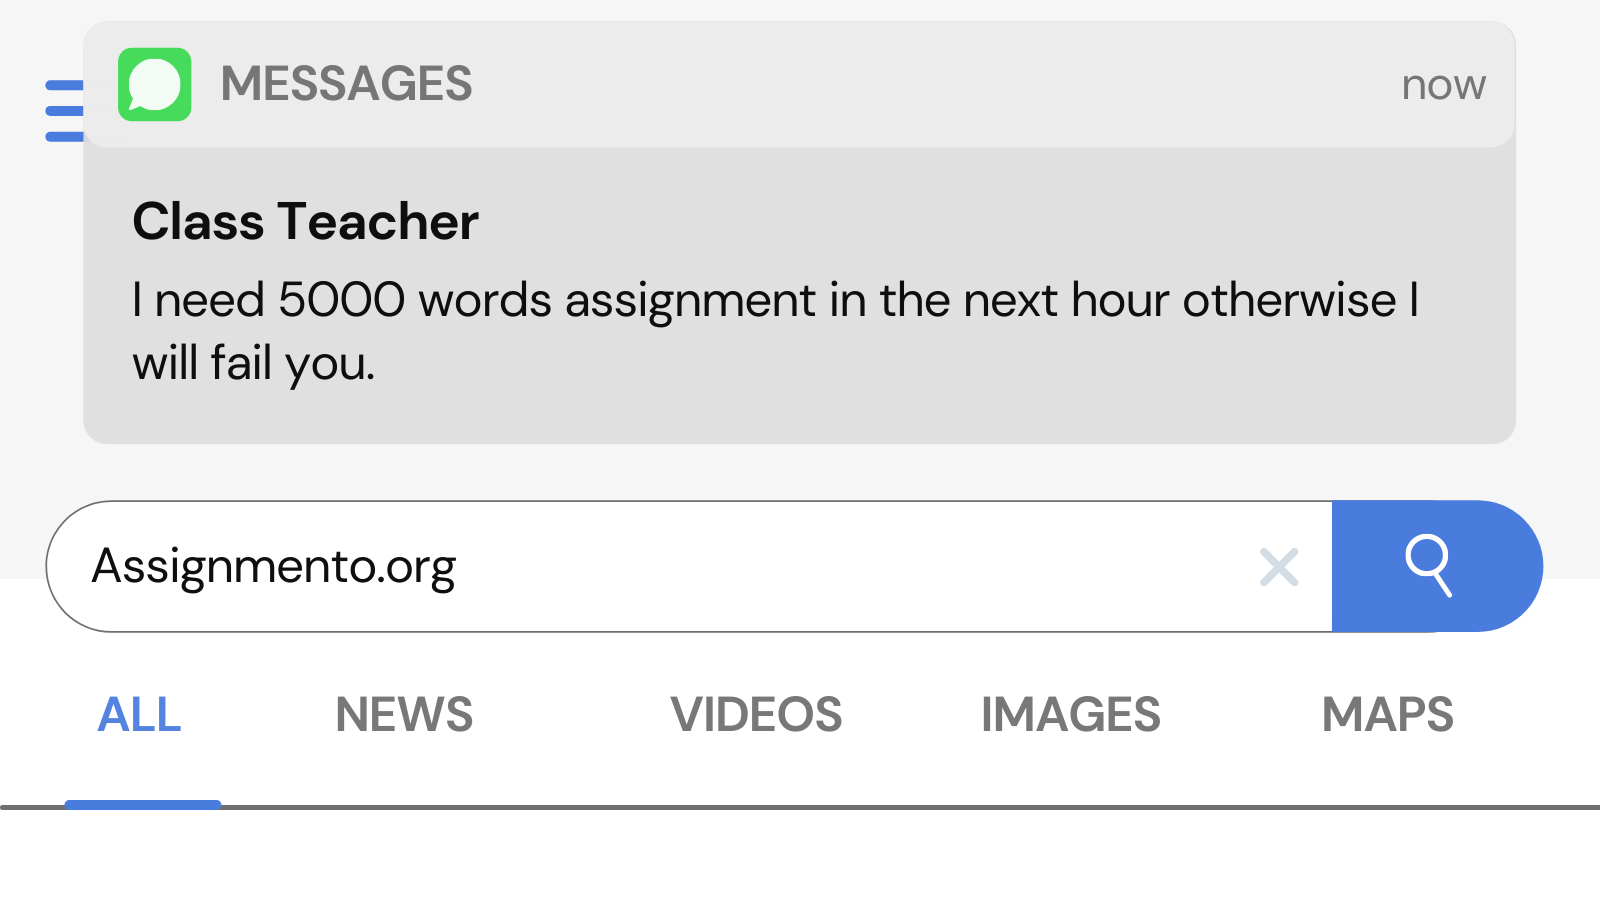 MESSAGES
now
Class Teacher
I need 5000 words assignment in the next hour otherwise I
will fail you.
Assignmento.org
ALL NEWS VIDEOS IMAGES MAPS